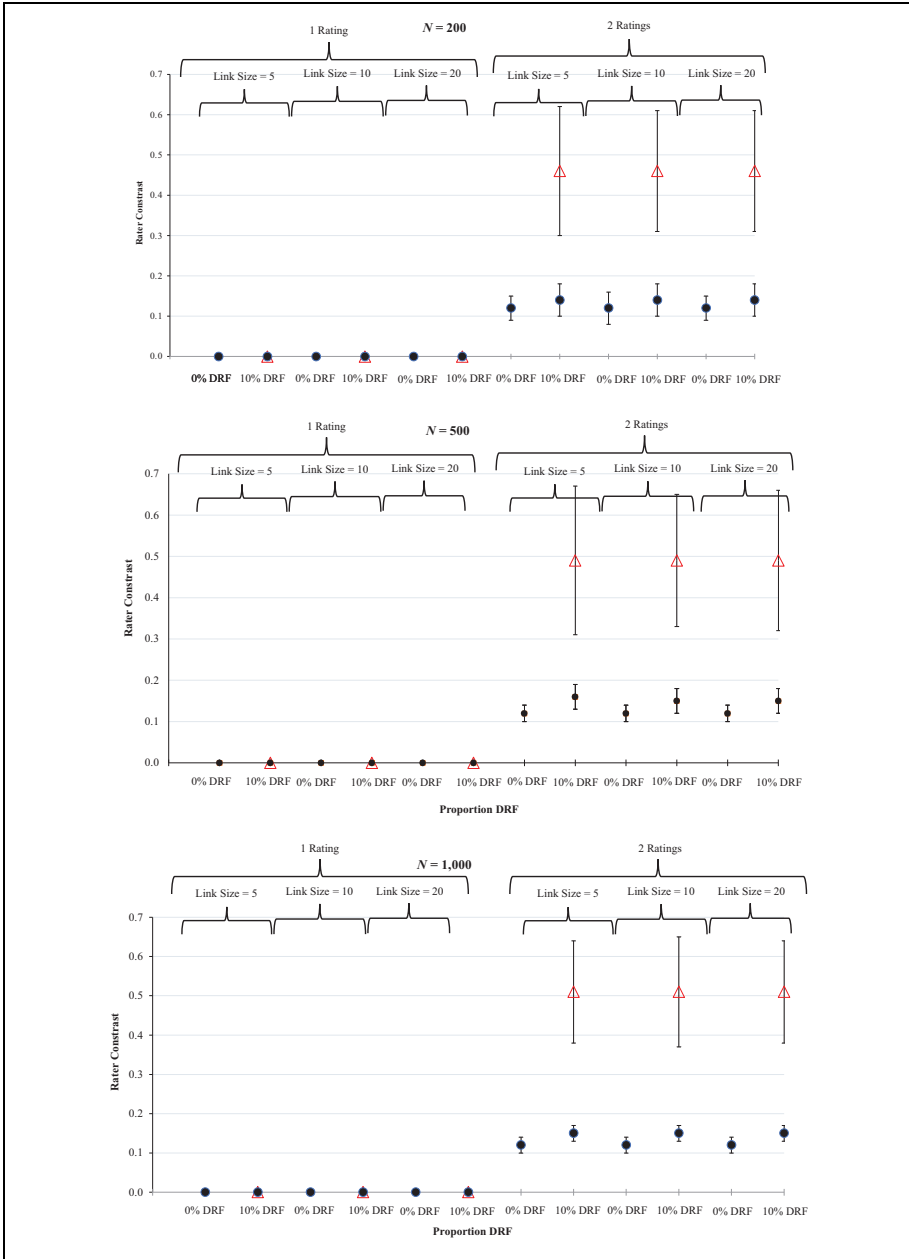 1 Rating N = 200 2 Ratings
Link Size = 5 Link Size = 10 Link Size = 20 Link Size = 5 Link Size = 10 Link Size = 20
0.7
0.6
0.5
0.4
0.3
0.2
0.1
0.0
Rater Constrast
0% DRF 10% DRF 0% DRF 10% DRF 0% DRF 10% DRF 0% DRF 10% DRF 0% DRF 10% DRF 0% DRF 10% DRF
1 Rating N = 500 2 Ratings
Link Size = 5 Link Size = 10 Link Size = 20 Link Size = 5 Link Size = 10 Link Size = 20
0.7
0.6
0.5
0.4
0.3
0.2
0.1
0.0
Rater Constrast
0% DRF 10% DRF 0% DRF 10% DRF 0% DRF 10% DRF 0% DRF 10% DRF 0% DRF 10% DRF 0% DRF 10% DRF
Proportion DRF
1 Rating N = 1,000 2 Ratings
Link Size = 5 Link Size = 10 Link Size = 20 Link Size = 5 Link Size = 10 Link Size = 20
0.7
0.6
0.5
0.4
0.3
0.2
0.1
0.0
Rater Constrast
0% DRF 10% DRF 0% DRF 10% DRF 0% DRF 10% DRF 0% DRF 10% DRF 0% DRF 10% DRF 0% DRF 10% DRF
Proportion DRF